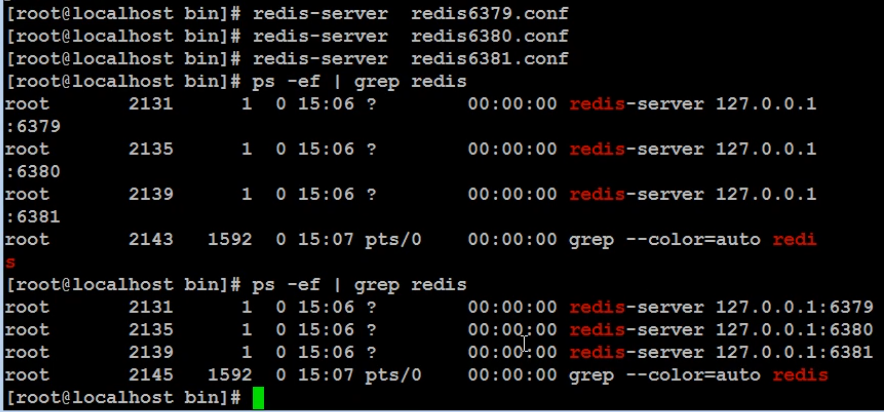 [root@localhost bin]# redis-server  redis6379.conf
[root@localhost bin]# redis-server  redis6380.conf
[root@localhost bin]# redis-server  redis6381.conf
[root@localhost bin]# ps -ef | grep redis
root       2131      1  0 15:06 ?        00:00:00 redis-server 127.0.0.1
:6379
root       2135      1  0 15:06 ?        00:00:00 redis-server 127.0.0.1
:6380
root       2139      1  0 15:06 ?        00:00:00 redis-server 127.0.0.1
:6381
root       2143   1592  0 15:07 pts/0    00:00:00 grep --color=auto redi
s
[root@localhost bin]# ps -ef | grep redis
root       2131      1  0 15:06 ?        00:00:00 redis-server 127.0.0.1:6379
root       2135      1  0 15:06 ?        00:00:00 redis-server 127.0.0.1:6380
root       2139      1  0 15:06 ?        00:00:00 redis-server 127.0.0.1:6381
root       2145   1592  0 15:07 pts/0    00:00:00 grep --color=auto redis
[root@localhost bin]#